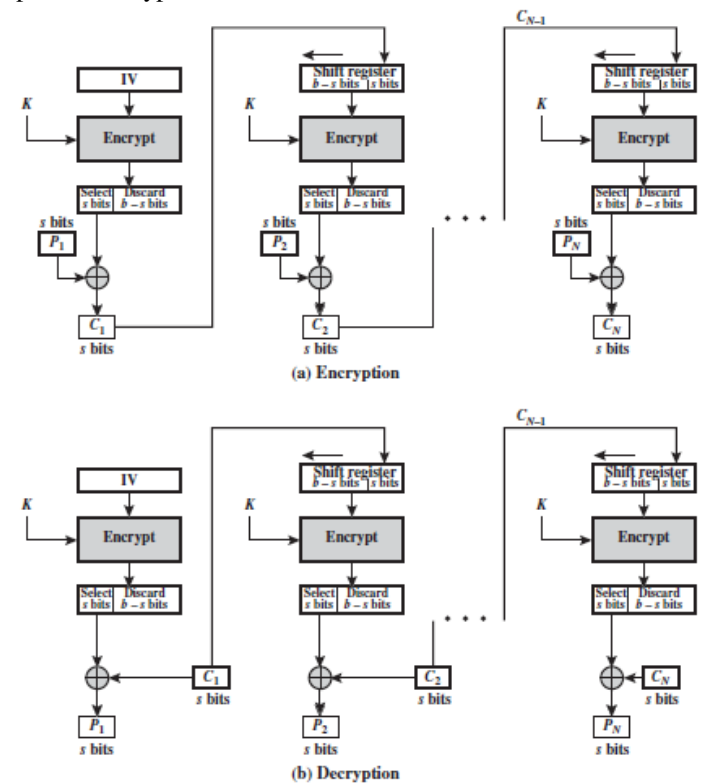 C_{N-1}
IV
Shift register
b – s bits | s bits
Shift register
b – s bits | s bits
K
K
K
Encrypt
Encrypt
Encrypt
Select s bits
Discard b – s bits
Select s bits
Discard b – s bits
Select s bits
Discard b – s bits
s bits
P_1
s bits
P_2
s bits
P_N
C_1
s bits
C_2
s bits
C_N
s bits
(a) Encryption
C_{N-1}
IV
Shift register
b – s bits | s bits
Shift register
b – s bits | s bits
K
K
K
Encrypt
Encrypt
Encrypt
Select s bits
Discard b – s bits
Select s bits
Discard b – s bits
Select s bits
Discard b – s bits
C_1
s bits
C_2
s bits
C_N
s bits
P_1
s bits
P_2
s bits
P_N
s bits
(b) Decryption